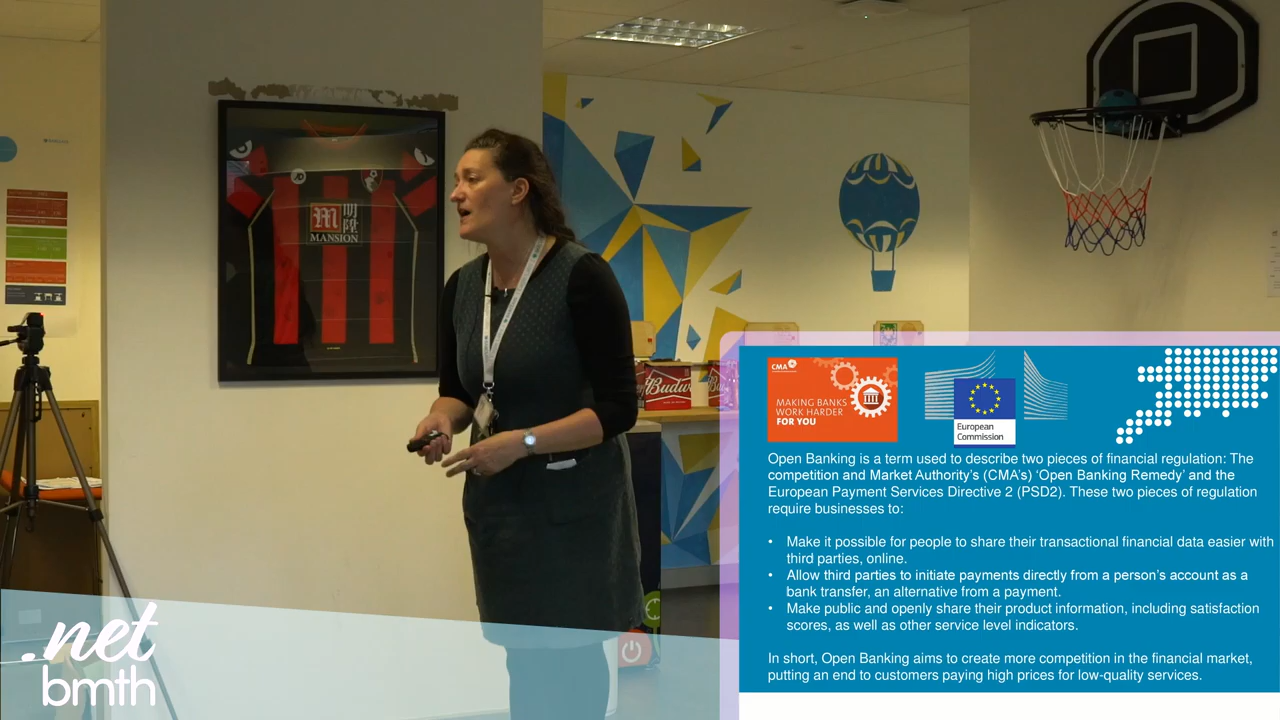 JD
M
明
陞
MANSION
Budw
CMA
MAKING BANKS
WORK HARDER
FOR YOU
European
Commission
Open Banking is a term used to describe two pieces of financial regulation: The
competition and Market Authority's (CMA's) 'Open Banking Remedy' and the
European Payment Services Directive 2 (PSD2). These two pieces of regulation
require businesses to:
• Make it possible for people to share their transactional financial data easier with
third parties, online.
• Allow third parties to initiate payments directly from a person's account as a
bank transfer, an alternative from a payment.
• Make public and openly share their product information, including satisfaction
scores, as well as other service level indicators.
In short, Open Banking aims to create more competition in the financial market,
putting an end to customers paying high prices for low-quality services.
.net
bmth